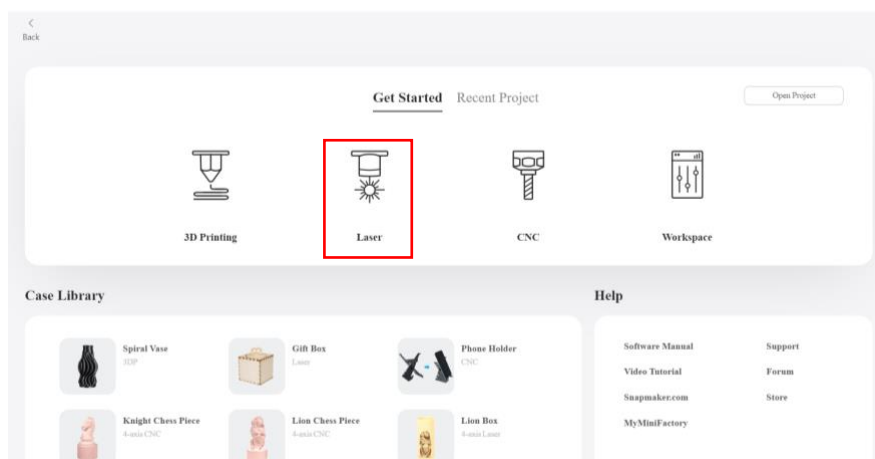 Back
Get Started Recent Project
Open Project
3D Printing
Laser
CNC
Workspace
Case Library
Spiral Vase
3DP
Gift Box
Laser
Phone Holder
CNC
Knight Chess Piece
4-axis CNC
Lion Chess Piece
4-axis CNC
Lion Box
4-axis Laser
Help
Software Manual
Support
Video Tutorial
Forum
Snapmaker.com
Store
MyMiniFactory